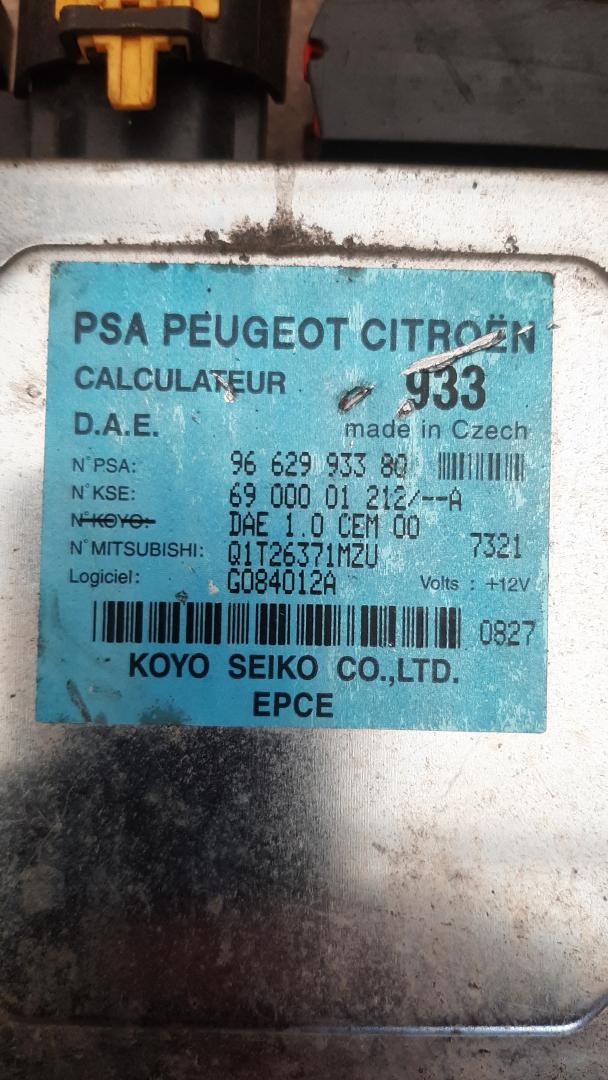 PSA PEUGEOT CITROËN
CALCULATEUR 933
D.A.E. made in Czech
N°PSA: 96 629 933 80
N°KSE: 69 000 01 212/--A
N°KOYO: DAE 1.0 CEM 00
N°MITSUBISHI: Q1T26371MZU 7321
Logiciel: G084012A Volts : +12V
0827
KOYO SEIKO CO.,LTD.
EPCE